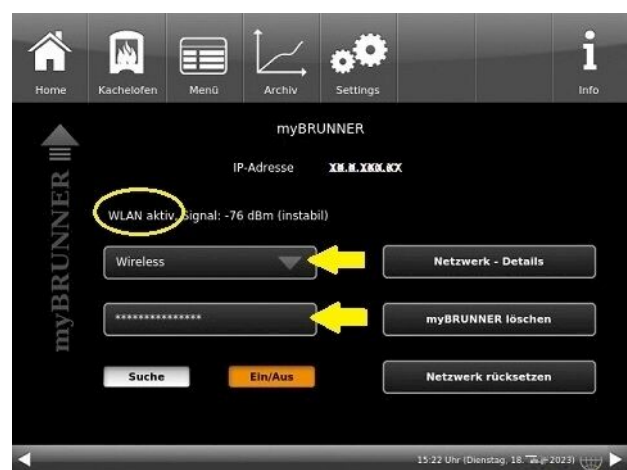 Home Kachelofen Menü Archiv Settings Info
myBRUNNER
myBRUNNER
IP-Adresse
WLAN aktiv, Signal: -76 dBm (instabil)
Wireless
Netzwerk - Details
***************
myBRUNNER löschen
Suche
Ein/Aus
Netzwerk rücksetzen
15:22 Uhr (Dienstag, 18. 2023)